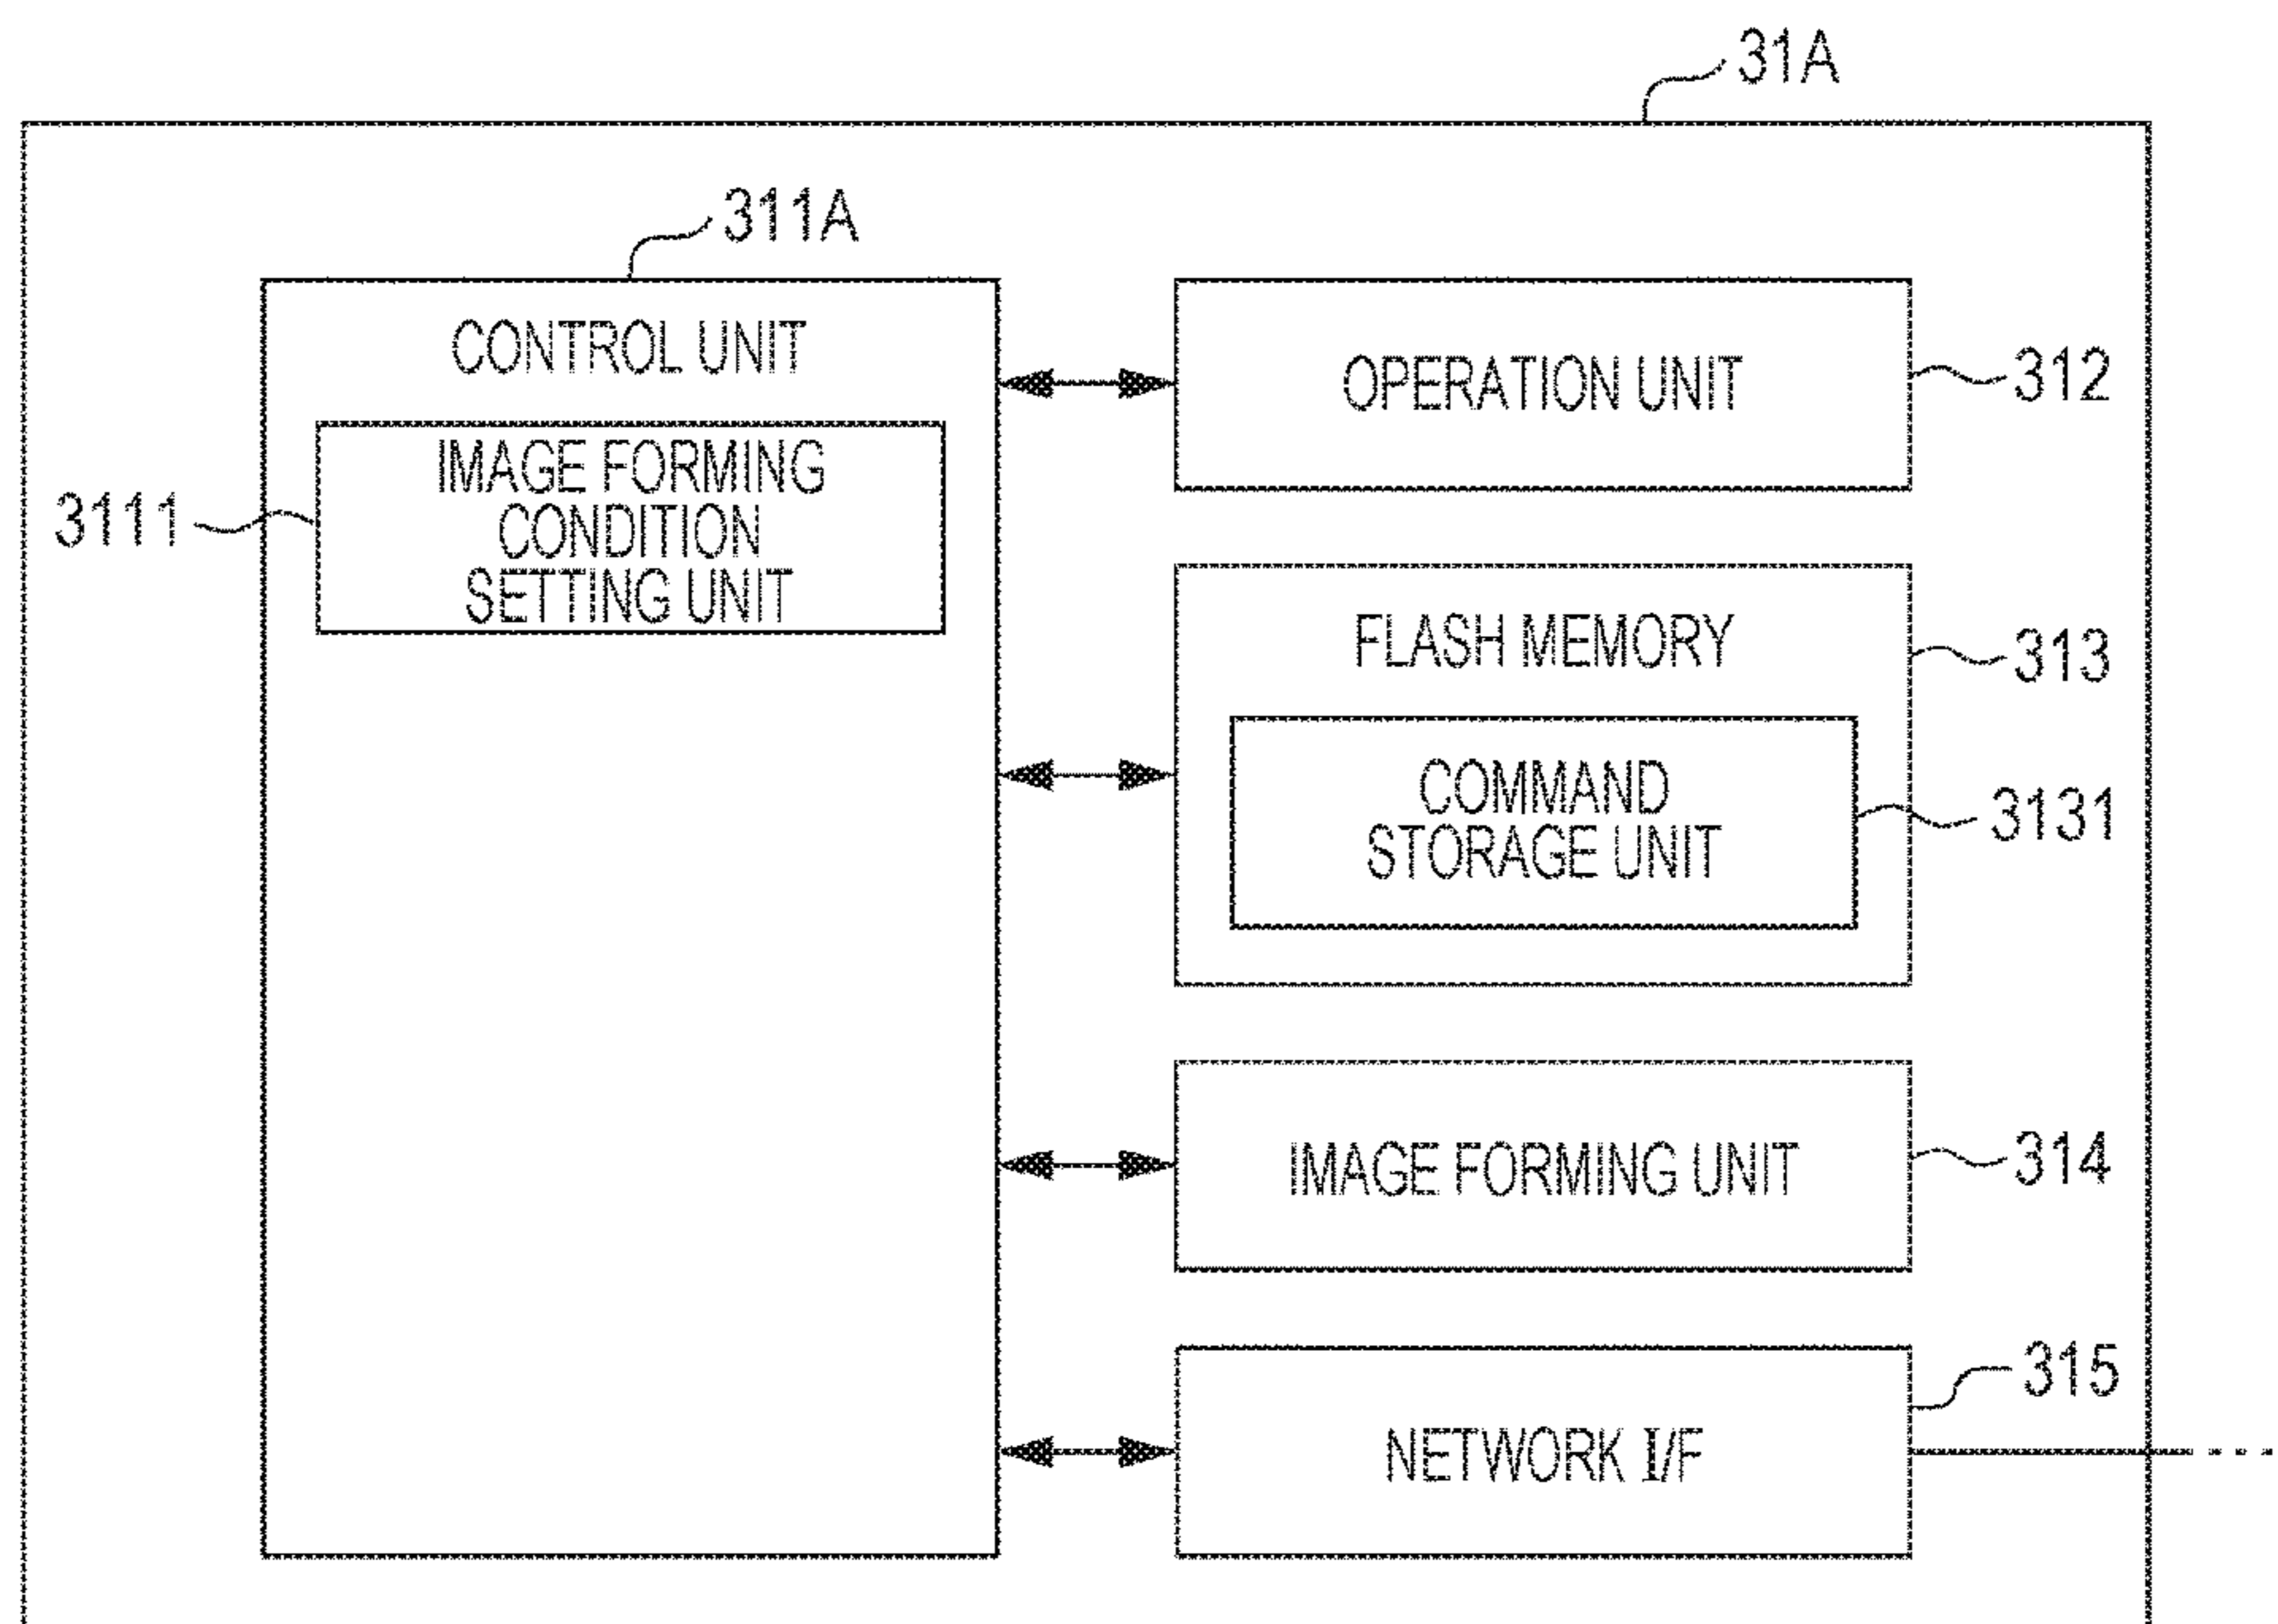 31A
311A
CONTROL UNIT
3111
IMAGE FORMING
CONDITION
SETTING UNIT
OPERATION UNIT
312
FLASH MEMORY
313
COMMAND
STORAGE UNIT
3131
IMAGE FORMING UNIT
314
NETWORK I/F
315